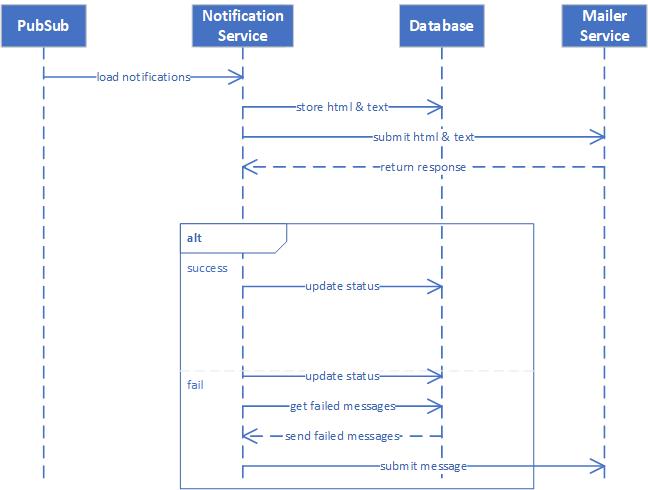 PubSub
Notification
Service
Database
Mailer
Service
load notifications
store html & text
submit html & text
return response
alt
success
update status
update status
fail
get failed messages
send failed messages
submit message